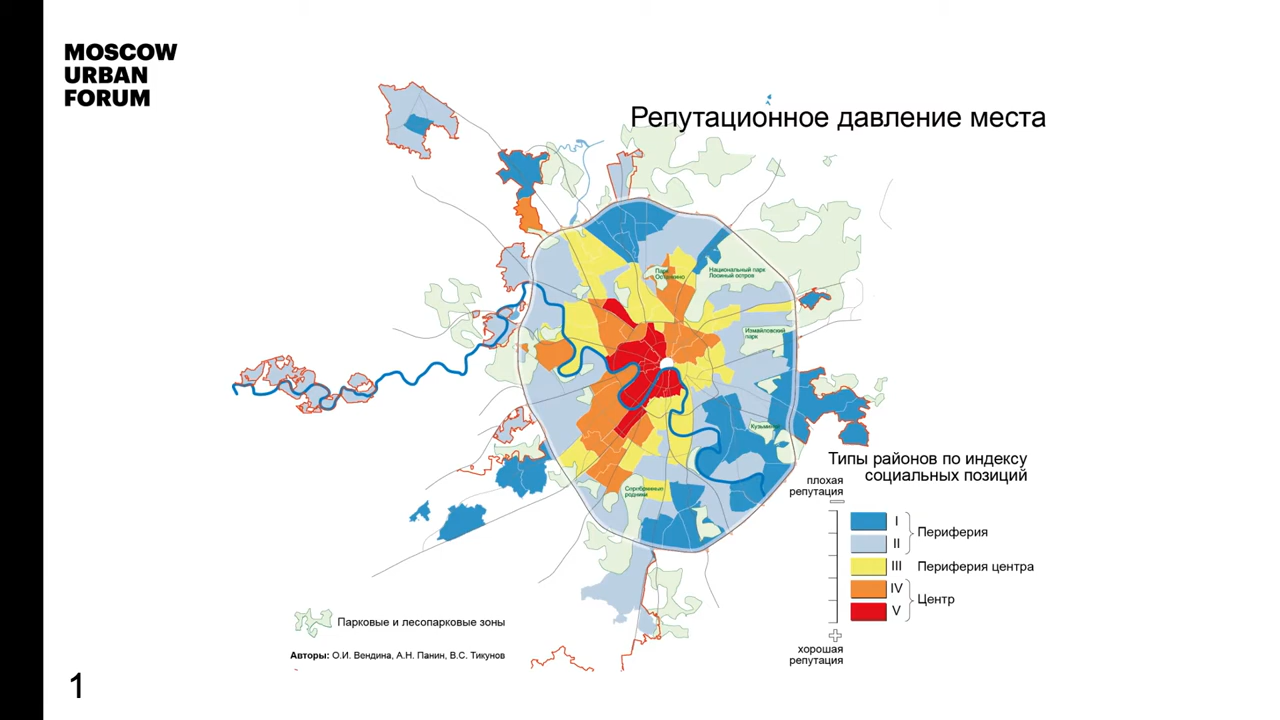 MOSCOW
URBAN
FORUM
Репутационное давление места
Парк
Останкино
Национальный парк
Лосиный остров
Измайловский
парк
Кузьминки
Серебрянные
родники
Типы районов по индексу
социальных позиций
плохая
репутация
I
II
Периферия
III Периферия центра
IV
V
Центр
хорошая
репутация
Парковые и лесопарковые зоны
Авторы: О.И. Вендина, А.Н. Панин, В.С. Тикунов
1